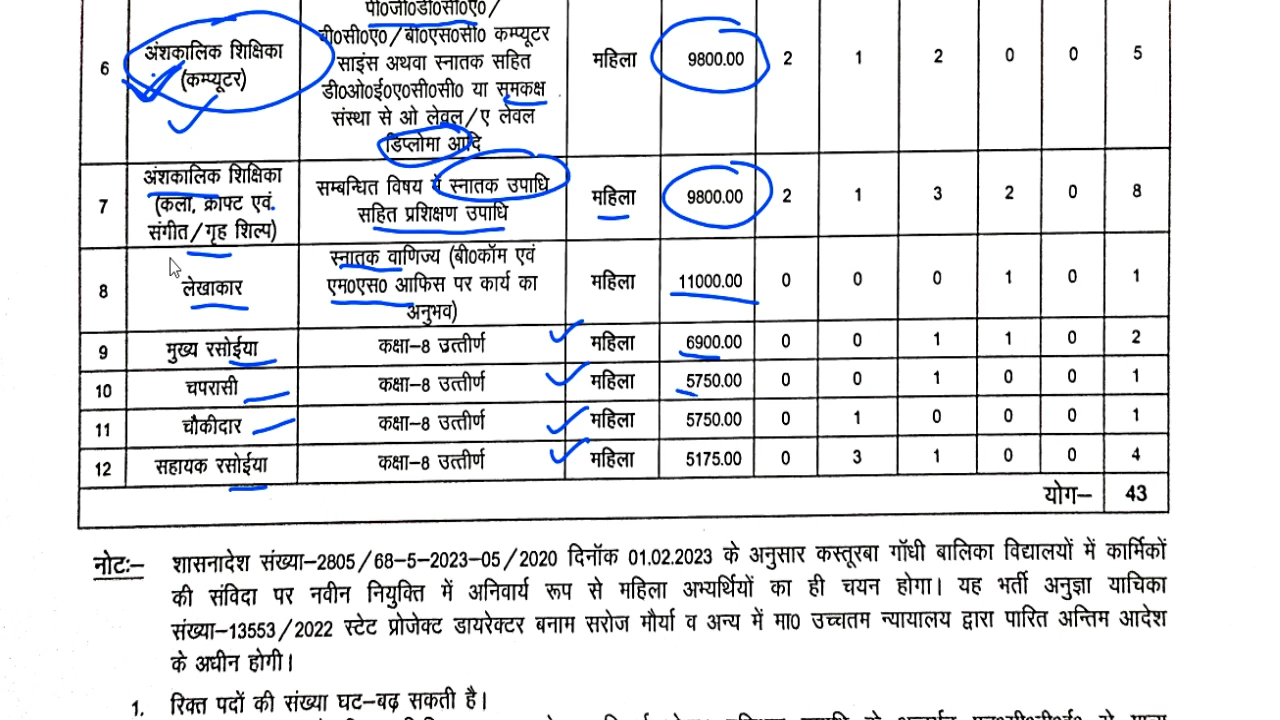 पी0जी0डी0सी0ए0/
बी0सी0ए0/बी0एस0सी0 कम्प्यूटर
6 अंशकालिक शिक्षिका (कम्प्यूटर) साइंस अथवा स्नातक सहित महिला 9800.00 2 1 2 0 0 5
डी0ओ0ई0ए0सी0सी0 या समकक्ष
संस्था से ओ लेवल/ए लेवल
डिप्लोमा आदि
7 अंशकालिक शिक्षिका
(कला, क्राफ्ट एवं
संगीत/गृह शिल्प)
सम्बन्धित विषय में स्नातक उपाधि
सहित प्रशिक्षण उपाधि
महिला 9800.00 2 1 3 2 0 8
8 लेखाकार
स्नातक वाणिज्य (बी0कॉम एवं
एम0एस0 आफिस पर कार्य का
अनुभव)
महिला 11000.00 0 0 0 1 0 1
9 मुख्य रसोईया कक्षा-8 उत्तीर्ण महिला 6900.00 0 0 1 1 0 2
10 चपरासी कक्षा-8 उत्तीर्ण महिला 5750.00 0 0 1 0 0 1
11 चौकीदार कक्षा-8 उत्तीर्ण महिला 5750.00 0 1 0 0 0 1
12 सहायक रसोईया कक्षा-8 उत्तीर्ण महिला 5175.00 0 3 1 0 0 4
योग- 43
नोटः- शासनादेश संख्या-2805/68-5-2023-05/2020 दिनॉक 01.02.2023 के अनुसार कस्तूरबा गॉधी बालिका विद्यालयों में कार्मिकों
की संविदा पर नवीन नियुक्ति में अनिवार्य रूप से महिला अभ्यर्थियों का ही चयन होगा। यह भर्ती अनुज्ञा याचिका
संख्या-13553/2022 स्टेट प्रोजेक्ट डायरेक्टर बनाम सरोज मौर्या व अन्य में मा0 उच्चतम न्यायालय द्वारा पारित अन्तिम आदेश
के अधीन होगी।
1. रिक्त पदों की संख्या घट-बढ़ सकती है।